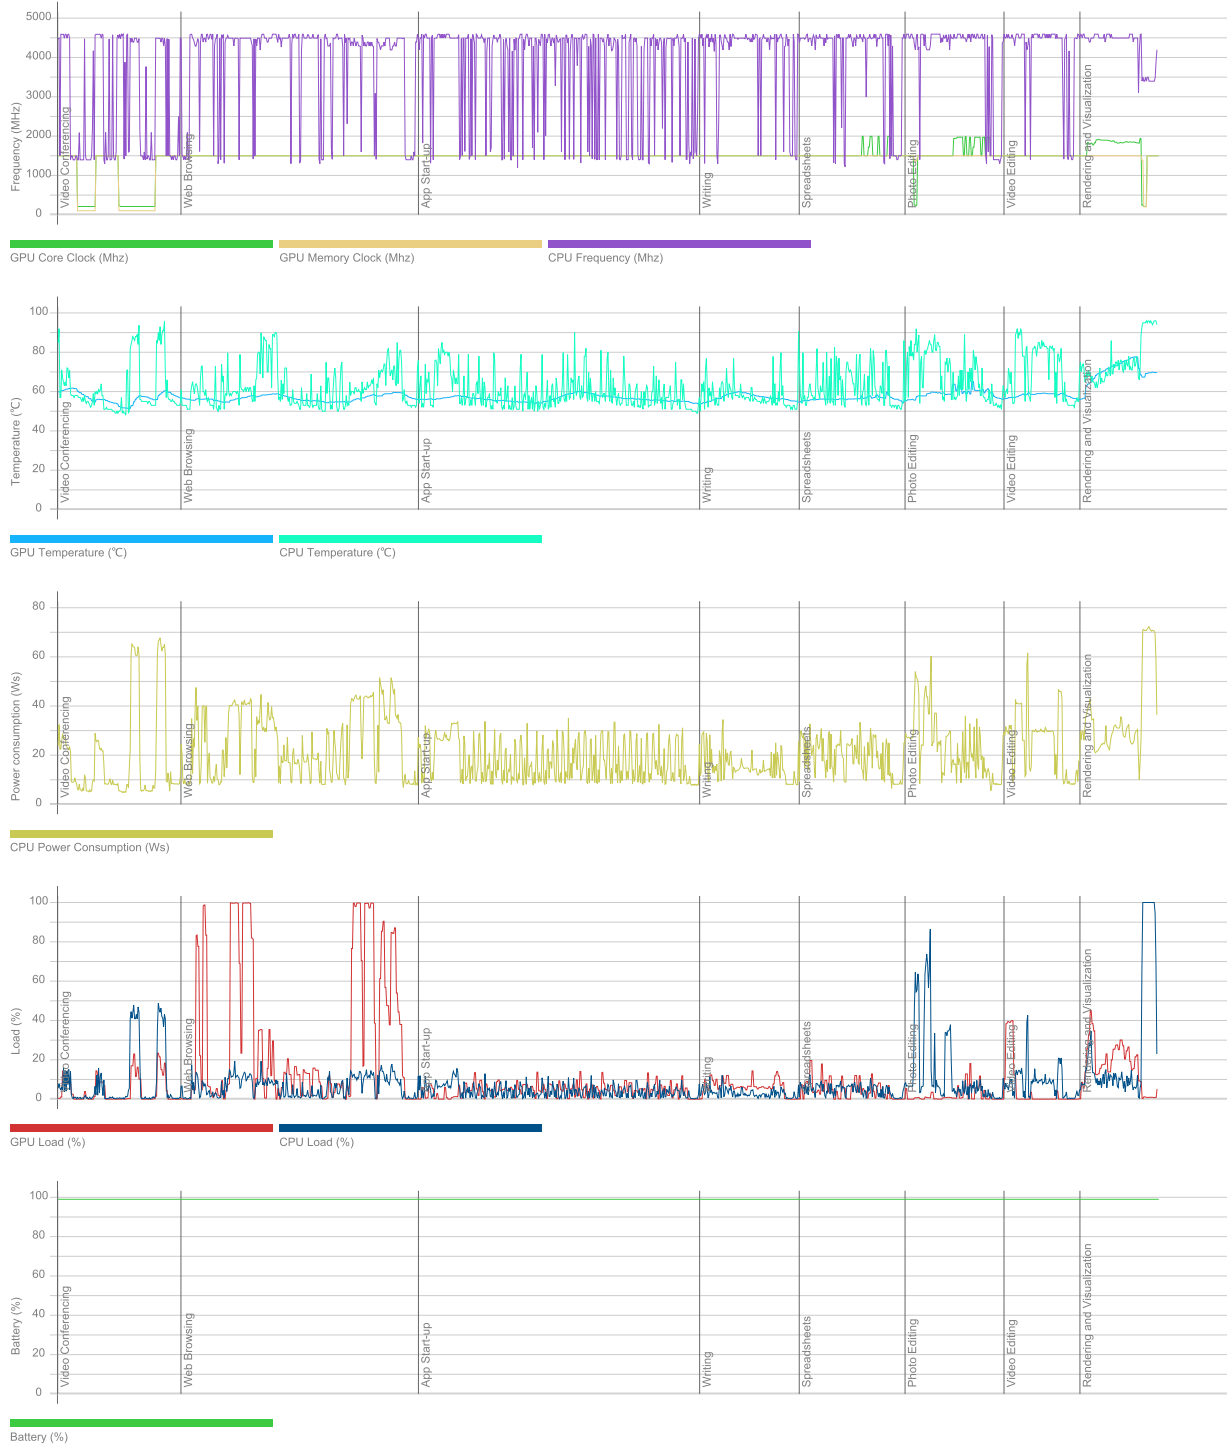 5000
4000
3000
2000
1000
0
Frequency (MHz)
Video Conferencing
Web Browsing
App Start-up
Writing
Spreadsheets
Photo Editing
Video Editing
Rendering and Visualization
GPU Core Clock (Mhz)
GPU Memory Clock (Mhz)
CPU Frequency (Mhz)
100
80
60
40
20
0
Temperature (°C)
Video Conferencing
Web Browsing
App Start-up
Writing
Spreadsheets
Photo Editing
Video Editing
Rendering and Visualization
GPU Temperature (°C)
CPU Temperature (°C)
80
60
40
20
0
Power consumption (Ws)
Video Conferencing
Web Browsing
App Start-up
Writing
Spreadsheets
Photo Editing
Video Editing
Rendering and Visualization
CPU Power Consumption (Ws)
100
80
60
40
20
0
Load (%)
Video Conferencing
Web Browsing
App Start-up
Writing
Spreadsheets
Photo Editing
Video Editing
Rendering and Visualization
GPU Load (%)
CPU Load (%)
100
80
60
40
20
0
Battery (%)
Video Conferencing
Web Browsing
App Start-up
Writing
Spreadsheets
Photo Editing
Video Editing
Rendering and Visualization
Battery (%)